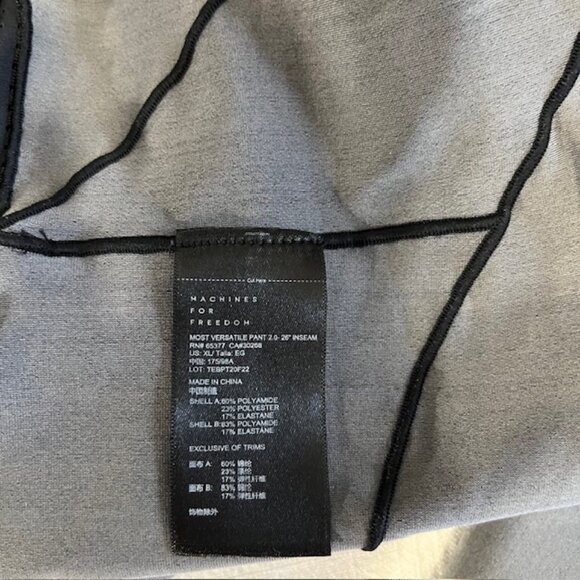 Cut Here
MACHINES
FOR
FREEDOM
MOST VERSATILE PANT 2.0- 26" INSEAM
RN# 65377 CA#30268
US: XL/ Talla: EG
中国: 175/98A
LOT: TEBPT20F22
MADE IN CHINA
中国制造
SHELL A: 60% POLYAMIDE
23% POLYESTER
17% ELASTANE
SHELL B: 83% POLYAMIDE
17% ELASTANE
EXCLUSIVE OF TRIMS
面布 A: 60% 锦纶
23% 涤纶
17% 弹性纤维
面布 B: 83% 锦纶
17% 弹性纤维
饰物除外